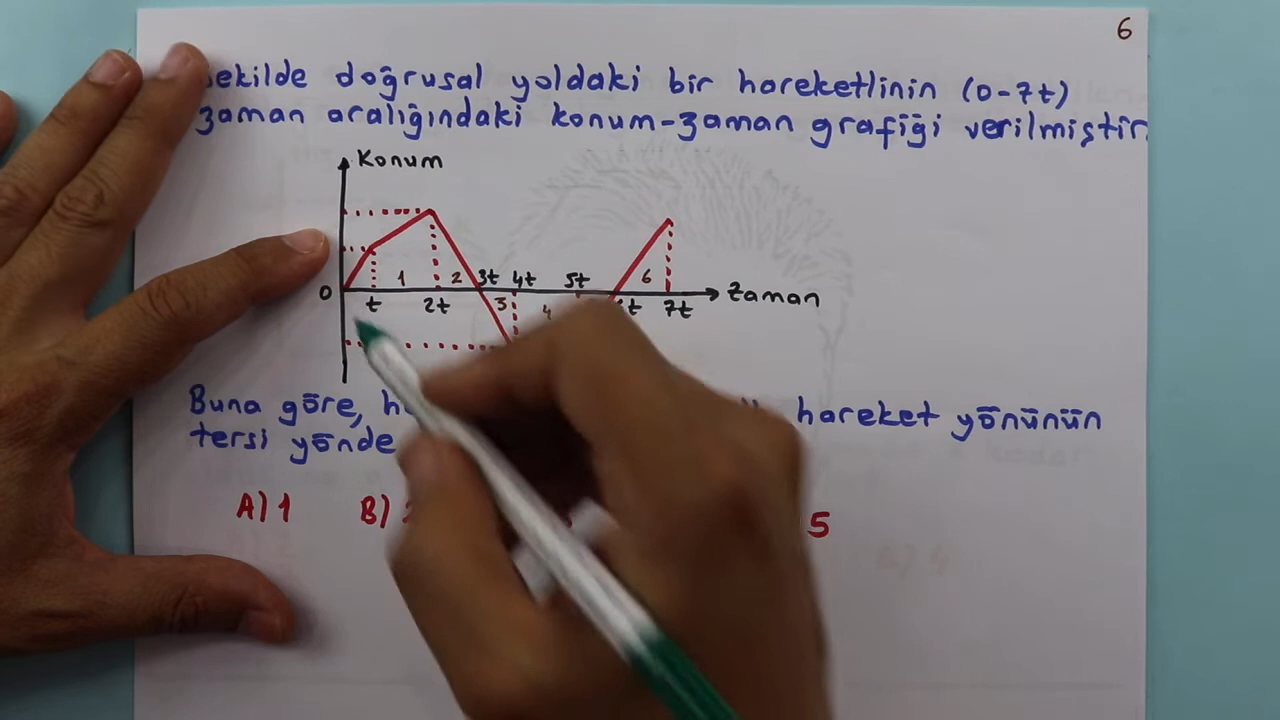 6
doğrusal yoldaki bir hareketlinin (0-7t)
zaman aralığındaki konum-zaman grafiği verilmiştir.
Konum
1 2 3t 4t 5t 6
0 t 2t 3 4 7t Zaman
Buna göre, hareket yönünün
tersi yönde
A) 1 B) 5